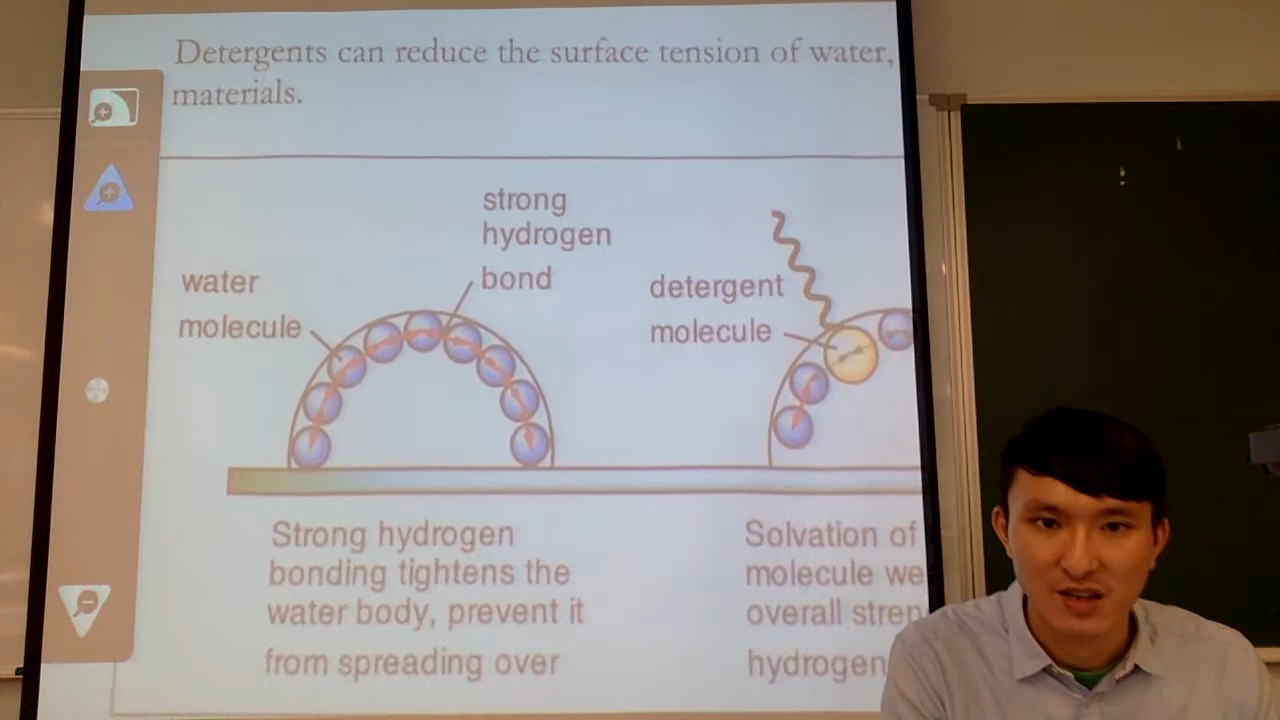 Detergents can reduce the surface tension of water,
materials.
strong
hydrogen
bond
water
molecule
detergent
molecule
Strong hydrogen
bonding tightens the
water body, prevent it
from spreading over
Solvation of
molecule we
overall stren
hydrogen